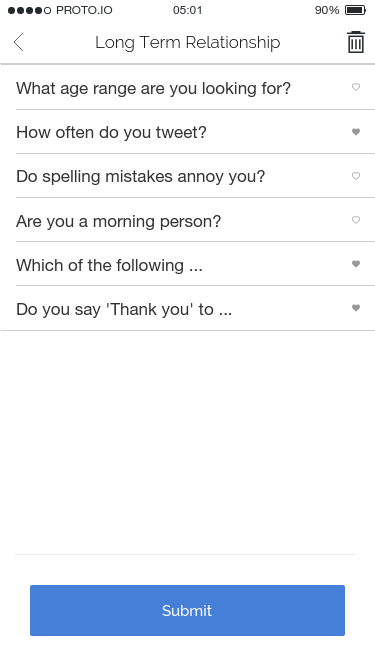 PROTO.IO 05:01 90%
Long Term Relationship
What age range are you looking for?
How often do you tweet?
Do spelling mistakes annoy you?
Are you a morning person?
Which of the following ...
Do you say 'Thank you' to ...
Submit